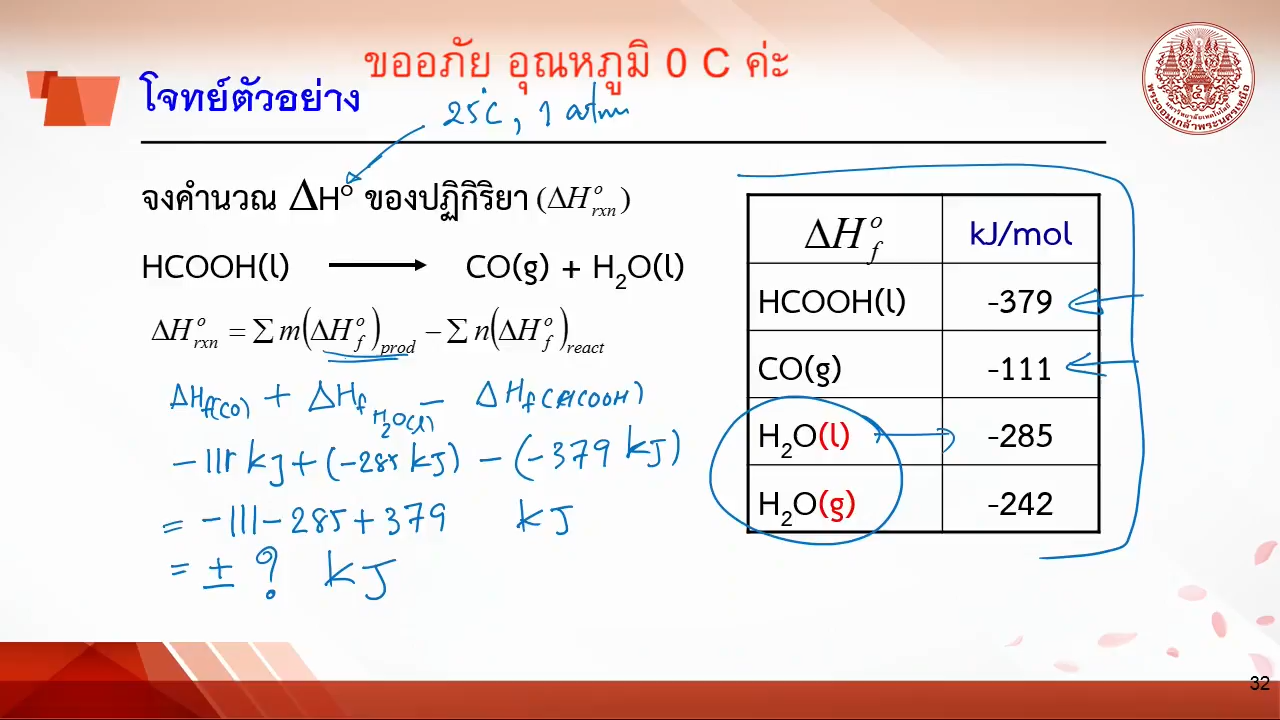 ขออภัย อุณหภูมิ 0 C ค่ะ
โจทย์ตัวอย่าง
25°C, 1 atm
จงคำนวณ ΔH° ของปฏิกิริยา (ΔH°rxn)
HCOOH(l) → CO(g) + H2O(l)
ΔH°rxn = ∑ m(ΔH°f)prod − ∑ n(ΔH°f)react
ΔHf(CO) + ΔHf H2O(l) − ΔHf(HCOOH)
-111 kJ + (-285 kJ) - (-379 kJ)
= -111 - 285 + 379 kJ
= ± ? kJ
ΔH°f kJ/mol
HCOOH(l) -379
CO(g) -111
H2O(l) -285
H2O(g) -242
32